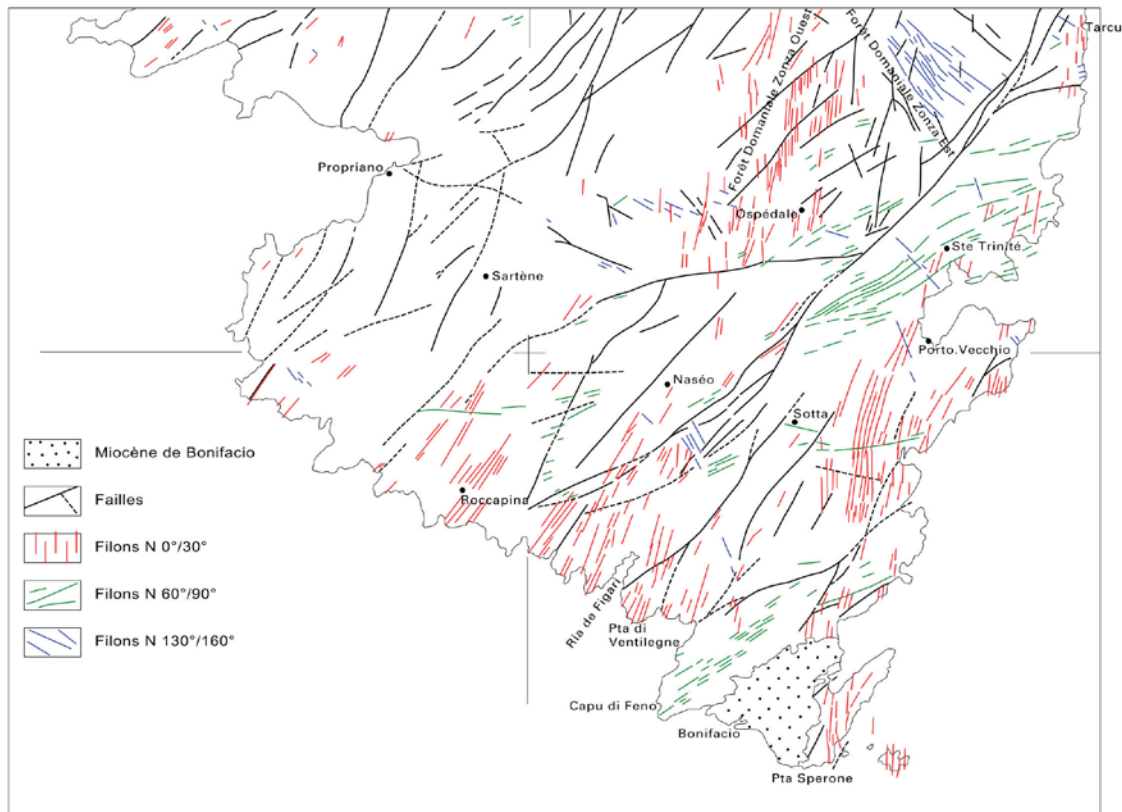 Forêt Domaniale Zonza Ouest
Forêt Domaniale Zonza Est
Tarcu
Propriano
Ospédale
Ste Trinité
Sartène
Porto.Vecchio
Naséo
Sotta
Roccapina
Ria de Figari
Pta di
Ventilegne
Capu di Feno
Bonifacio
Pta Sperone
Miocène de Bonifacio
Failles
Filons N 0°/30°
Filons N 60°/90°
Filons N 130°/160°